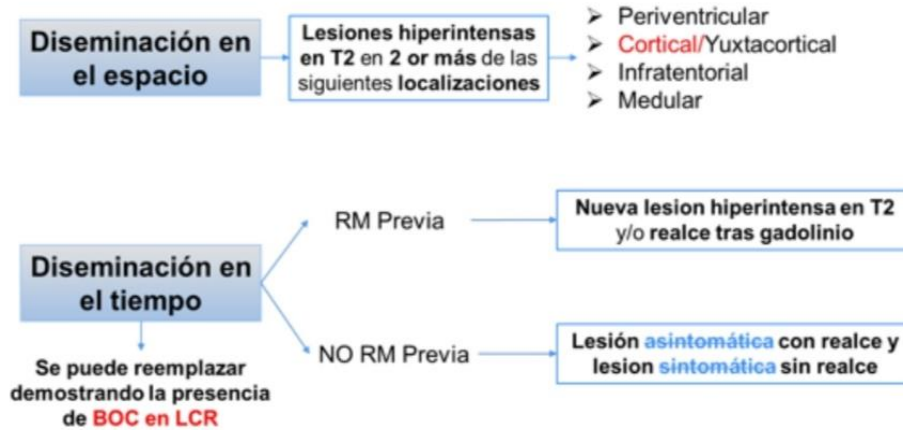 Diseminación en
el espacio
Lesiones hiperintensas
en T2 en 2 or más de las
siguientes localizaciones
➢ Periventricular
➢ Cortical/Yuxtacortical
➢ Infratentorial
➢ Medular
Diseminación en
el tiempo
Se puede reemplazar
demostrando la presencia
de BOC en LCR
RM Previa
Nueva lesion hiperintensa en T2
y/o realce tras gadolinio
NO RM Previa
Lesión asintomática con realce y
lesion sintomática sin realce